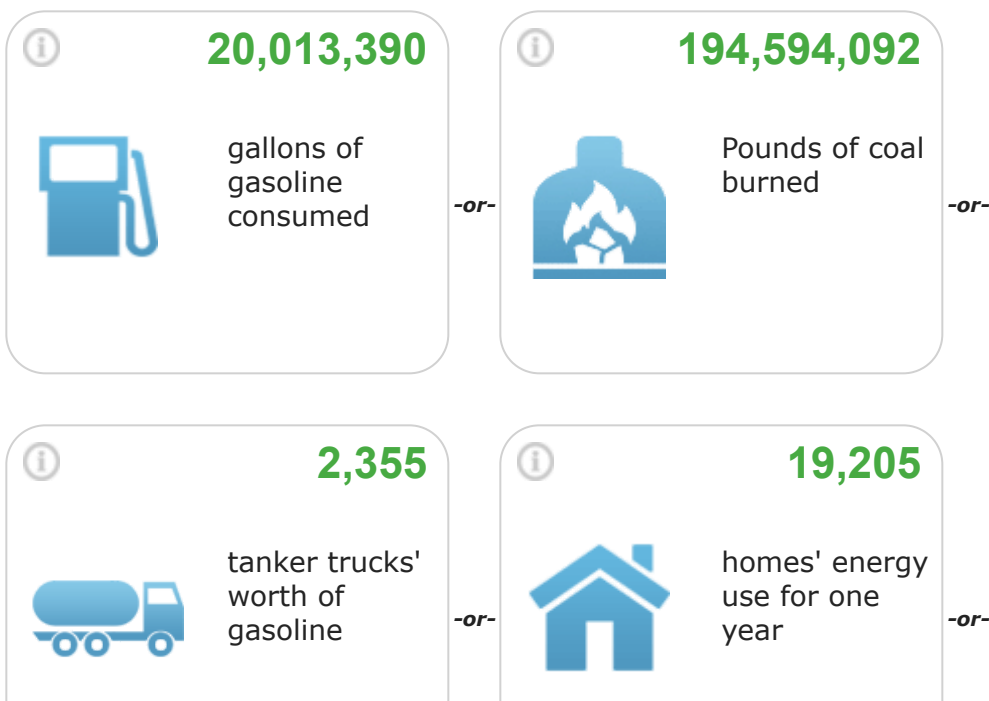 20,013,390
gallons of
gasoline
consumed
-or-
194,594,092
Pounds of coal
burned
-or-
2,355
tanker trucks'
worth of
gasoline
-or-
19,205
homes' energy
use for one
year
-or-